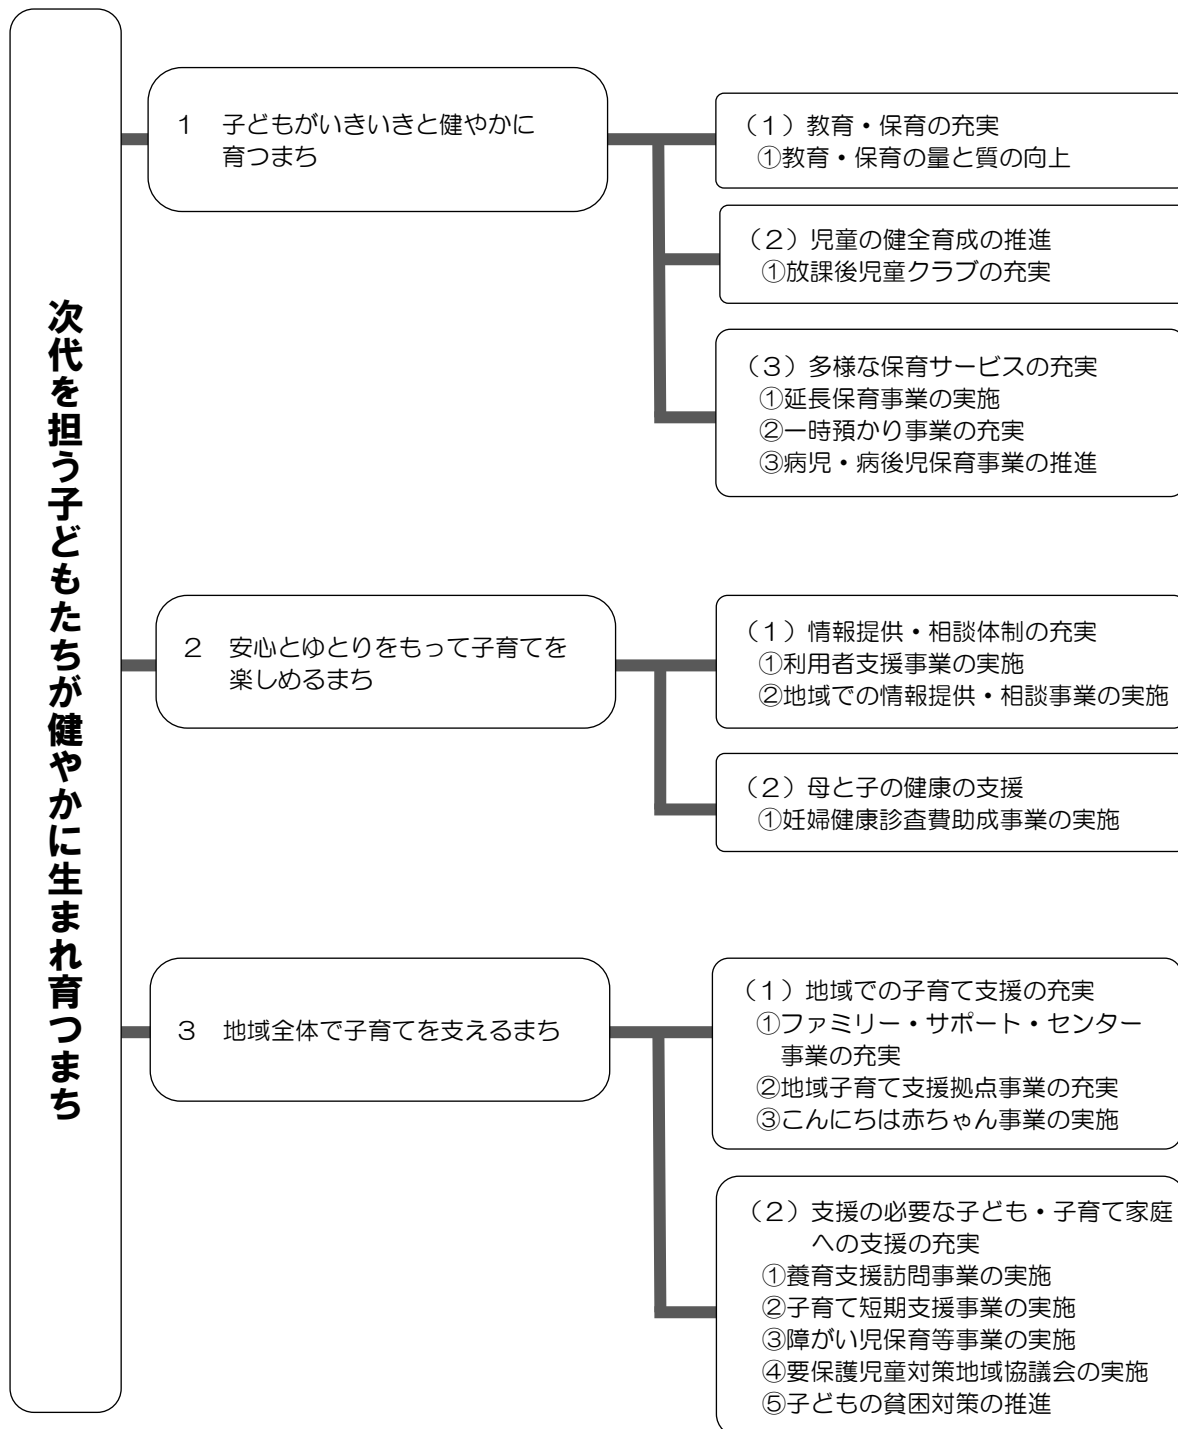 次代を担う子どもたちが健やかに生まれ育つまち
1　子どもがいきいきと健やかに
育つまち
（1）教育・保育の充実
①教育・保育の量と質の向上
（2）児童の健全育成の推進
①放課後児童クラブの充実
（3）多様な保育サービスの充実
①延長保育事業の実施
②一時預かり事業の充実
③病児・病後児保育事業の推進
2　安心とゆとりをもって子育てを
楽しめるまち
（1）情報提供・相談体制の充実
①利用者支援事業の実施
②地域での情報提供・相談事業の実施
（2）母と子の健康の支援
①妊婦健康診査費助成事業の実施
3　地域全体で子育てを支えるまち
（1）地域での子育て支援の充実
①ファミリー・サポート・センター
事業の充実
②地域子育て支援拠点事業の充実
③こんにちは赤ちゃん事業の実施
（2）支援の必要な子ども・子育て家庭
への支援の充実
①養育支援訪問事業の実施
②子育て短期支援事業の実施
③障がい児保育等事業の実施
④要保護児童対策地域協議会の実施
⑤子どもの貧困対策の推進